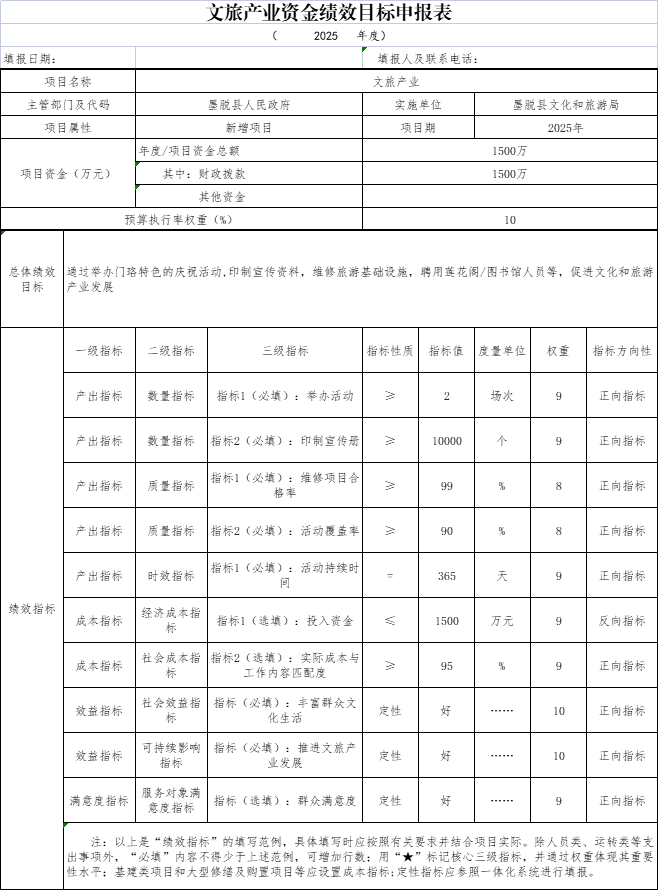 文旅产业资金绩效目标申报表
（ 2025 年度）
填报日期： 填报人及联系电话：
项目名称 文旅产业
主管部门及代码 墨脱县人民政府 实施单位 墨脱县文化和旅游局
项目属性 新增项目 项目期 2025年
项目资金（万元） 年度/项目资金总额 1500万
其中：财政拨款 1500万
其他资金
预算执行率权重（%） 10
总体绩效
目标
通过举办门珞特色的庆祝活动,印制宣传资料，维修旅游基础设施，聘用莲花阁/图书馆人员等，促进文化和旅游
产业发展
绩效指标
一级指标 二级指标 三级指标 指标性质 指标值 度量单位 权重 指标方向性
产出指标 数量指标 指标1（必填）：举办活动 ≥ 2 场次 9 正向指标
产出指标 数量指标 指标2（必填）：印制宣传册 ≥ 10000 个 9 正向指标
产出指标 质量指标 指标1（必填）：维修项目合
格率 ≥ 99 % 8 正向指标
产出指标 质量指标 指标2（必填）：活动覆盖率 ≥ 90 % 8 正向指标
产出指标 时效指标 指标1（必填）：活动持续时
间 = 365 天 9 正向指标
成本指标 经济成本指
标 指标1（选填）：投入资金 ≤ 1500 万元 9 反向指标
成本指标 社会成本指
标 指标2（选填）：实际成本与
工作内容匹配度 ≥ 95 % 9 正向指标
效益指标 社会效益指
标 指标（必填）：丰富群众文
化生活 定性 好 …… 10 正向指标
效益指标 可持续影响
指标 指标（必填）：推进文旅产
业发展 定性 好 …… 10 正向指标
满意度指标 服务对象满
意度指标 指标（选填）：群众满意度 定性 好 …… 9 正向指标
注：以上是“绩效指标”的填写范例，具体填写时应按照有关要求并结合项目实际。除人员类、运转类等支
出事项外，“必填”内容不得少于上述范例，可增加行数；用“★”标记核心三级指标，并通过权重体现其重要
性水平；基建类项目和大型修缮及购置项目等应设置成本指标;定性指标应参照一体化系统进行填报。